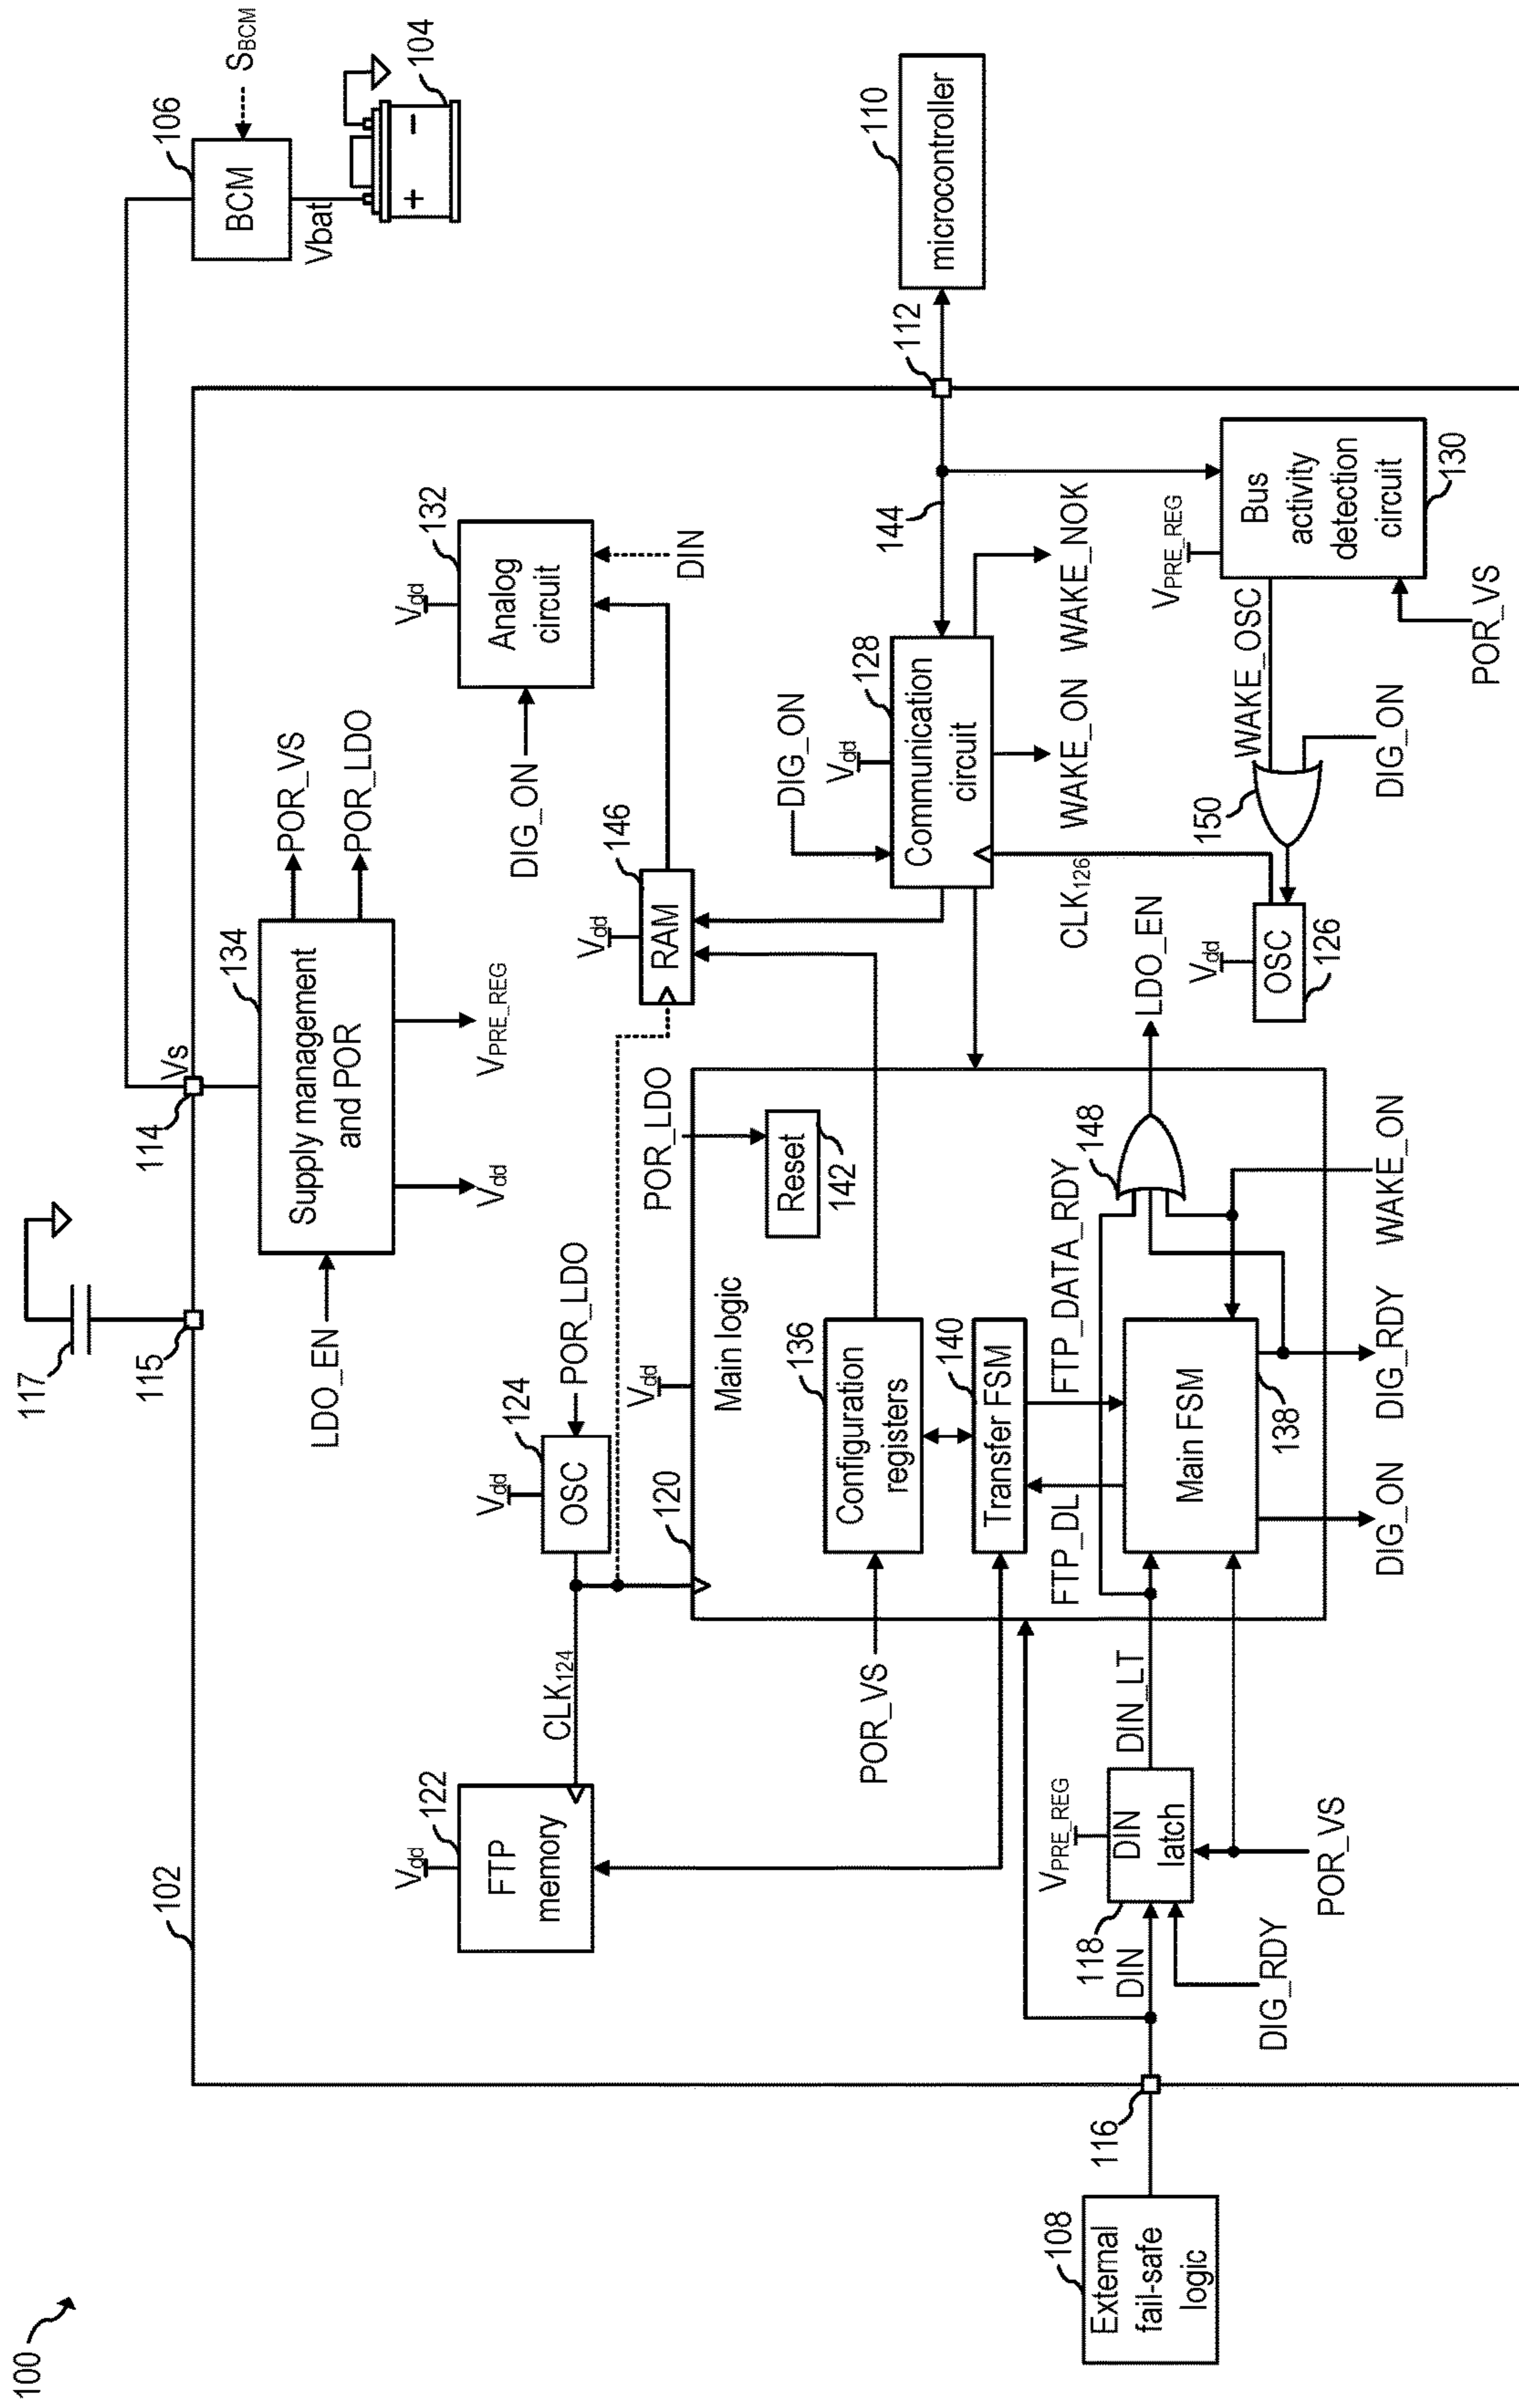 100
102
117
115
114
Vs
106
BCM
SBCM
Vbat
+
−
104
LDO_EN
134
Supply management
and POR
POR_VS
POR_LDO
Vdd
VPRE_REG
Vdd
122
FTP
memory
CLK124
Vdd
124
OSC
POR_LDO
Vdd
132
Analog
circuit
DIG_ON
DIN
Vdd
146
RAM
120
Vdd
Main logic
POR_LDO
Reset
142
POR_VS
136
Configuration
registers
140
Transfer FSM
FTP_DL
FTP_DATA_RDY
Main FSM
138
148
LDO_EN
DIG_ON
DIG_RDY
WAKE_ON
108
External
fail-safe
logic
116
DIN
118
VPRE_REG
DIN
latch
DIN_LT
DIG_RDY
POR_VS
DIG_ON
Vdd
128
Communication
circuit
144
112
110
microcontroller
WAKE_ON
WAKE_NOK
CLK126
Vdd
OSC
126
150
WAKE_OSC
DIG_ON
VPRE_REG
Bus
activity
detection
circuit
130
POR_VS